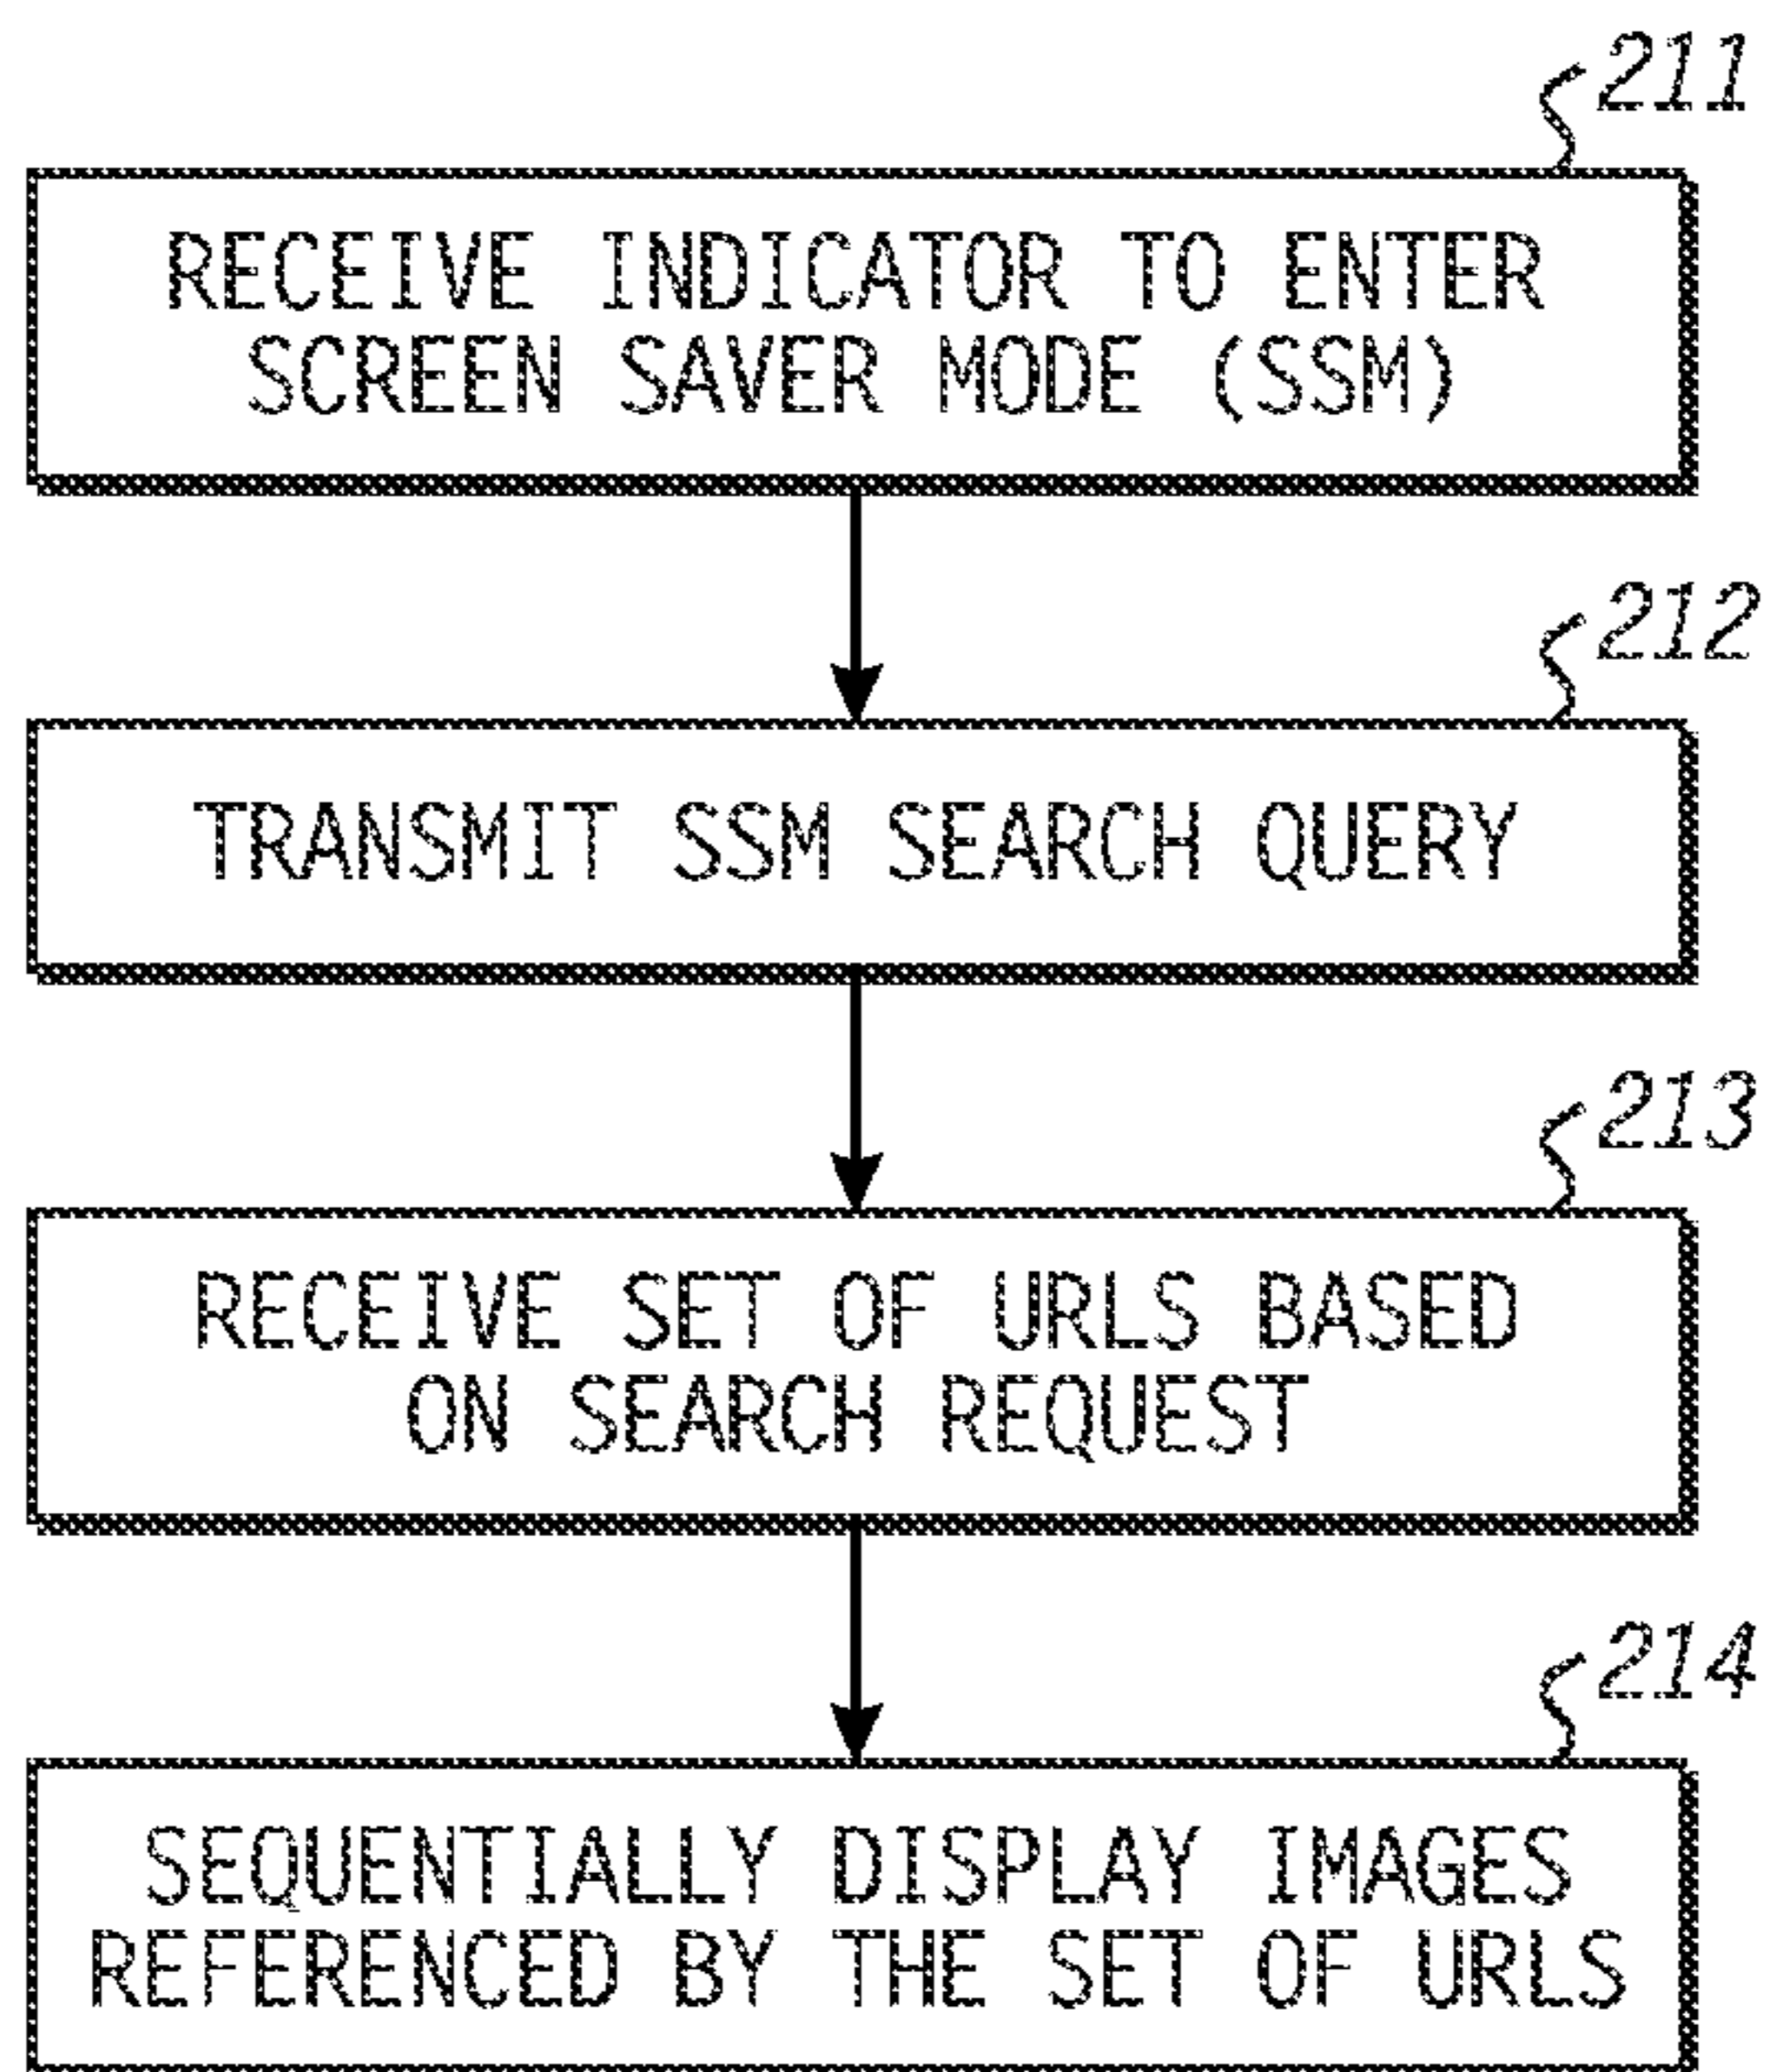 211
RECEIVE INDICATOR TO ENTER
SCREEN SAVER MODE (SSM)
212
TRANSMIT SSM SEARCH QUERY
213
RECEIVE SET OF URLS BASED
ON SEARCH REQUEST
214
SEQUENTIALLY DISPLAY IMAGES
REFERENCED BY THE SET OF URLS